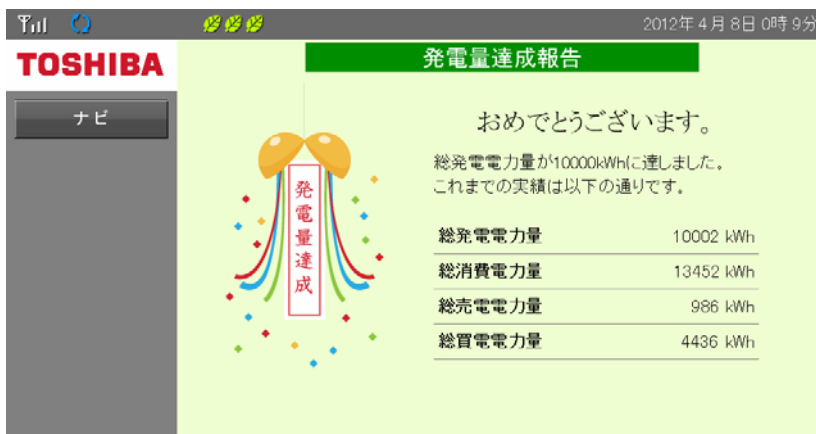 2012年 4月 8日 0時 9分
TOSHIBA
発電量達成報告
ナビ
おめでとうございます。
総発電電力量が10000kWhに達しました。
これまでの実績は以下の通りです。
発電量達成
総発電電力量 10002 kWh
総消費電力量 13452 kWh
総売電電力量 986 kWh
総買電電力量 4436 kWh